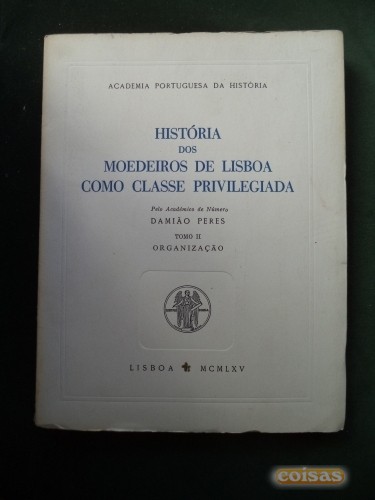 ACADEMIA PORTUGUESA DA HISTÓRIA
HISTÓRIA
DOS
MOEDEIROS DE LISBOA
COMO CLASSE PRIVILEGIADA
Pelo Académico de Número
DAMIÃO PERES
TOMO II
ORGANIZAÇÃO
LISBOA MCMLXV
coisas